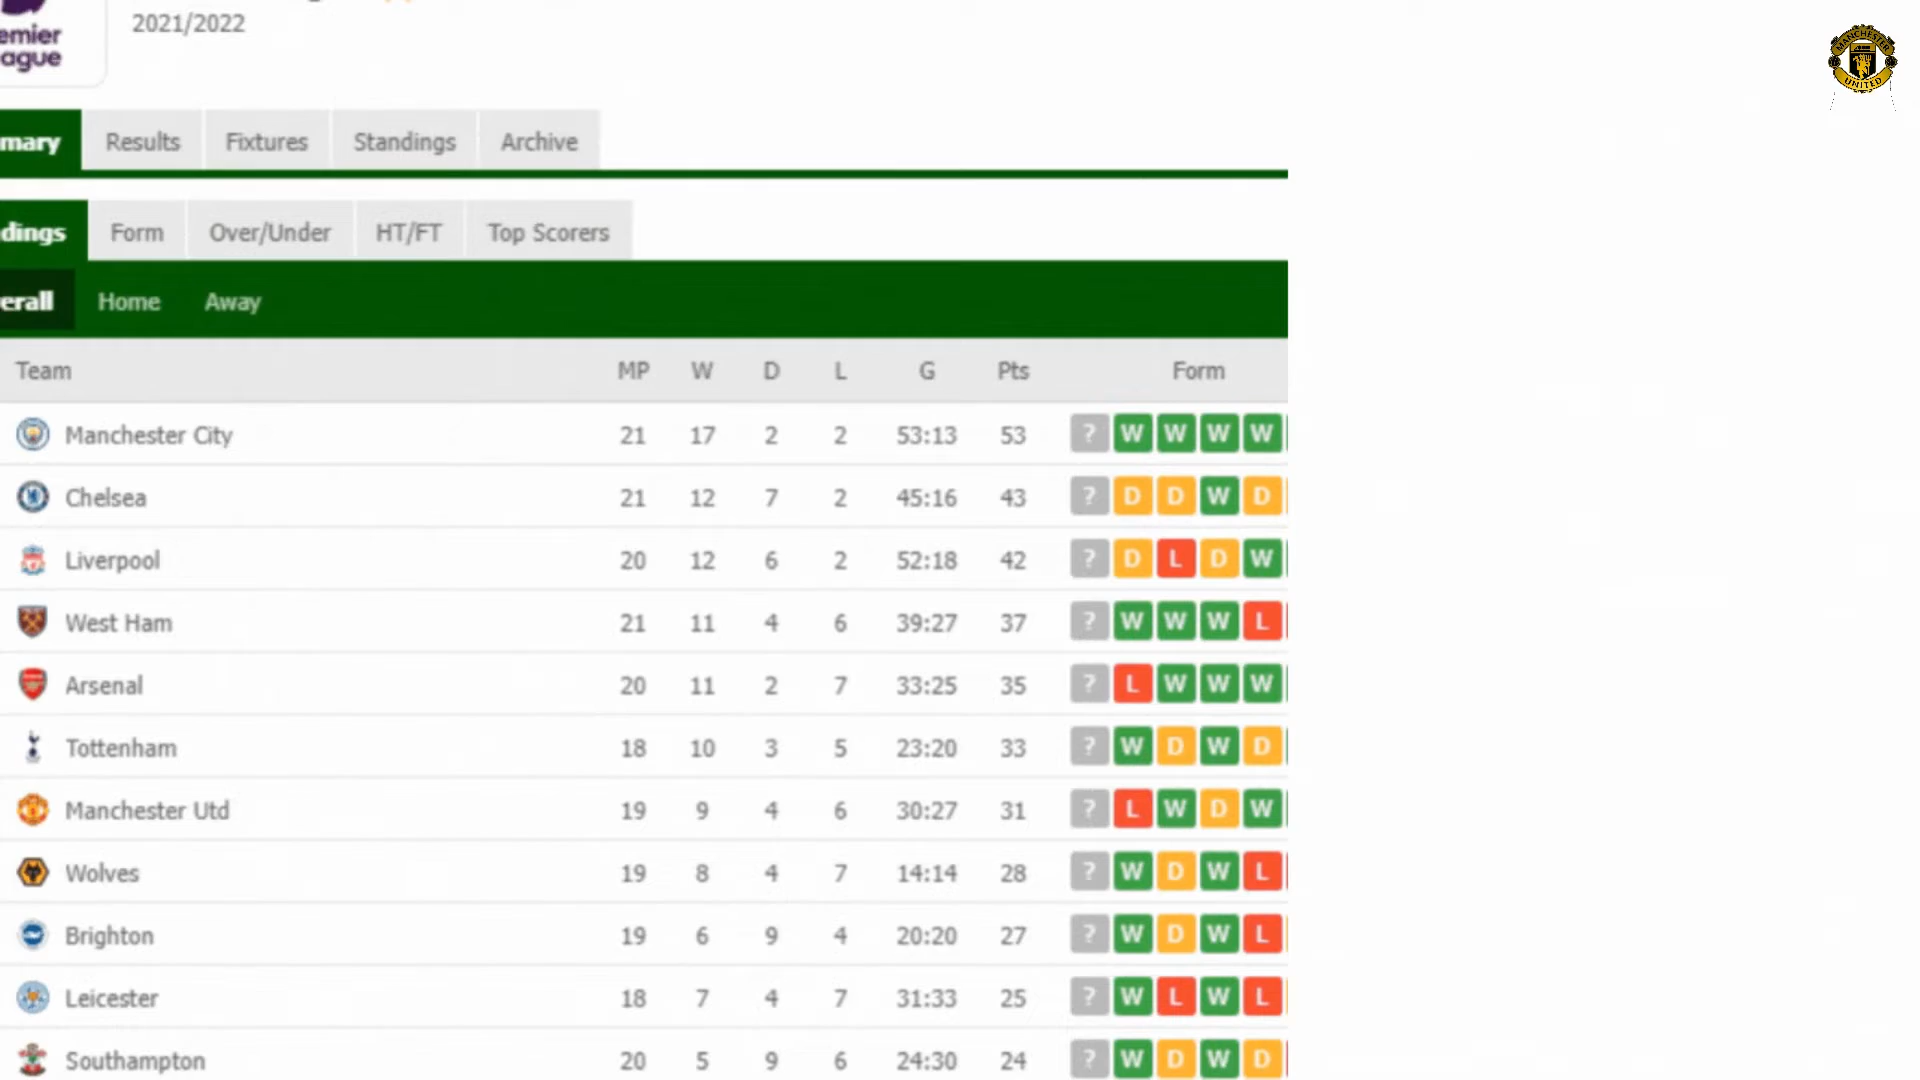 2021/2022
emier
ague
MANCHESTER
UNITED
mary Results Fixtures Standings Archive
dings Form Over/Under HT/FT Top Scorers
erall Home Away
Team MP W D L G Pts Form
Manchester City 21 17 2 2 53:13 53 ? W W W W
Chelsea 21 12 7 2 45:16 43 ? D D W D
Liverpool 20 12 6 2 52:18 42 ? D L D W
West Ham 21 11 4 6 39:27 37 ? W W W L
Arsenal 20 11 2 7 33:25 35 ? L W W W
Tottenham 18 10 3 5 23:20 33 ? W D W D
Manchester Utd 19 9 4 6 30:27 31 ? L W D W
Wolves 19 8 4 7 14:14 28 ? W D W L
Brighton 19 6 9 4 20:20 27 ? W D W L
Leicester 18 7 4 7 31:33 25 ? W L W L
Southampton 20 5 9 6 24:30 24 ? W D W D